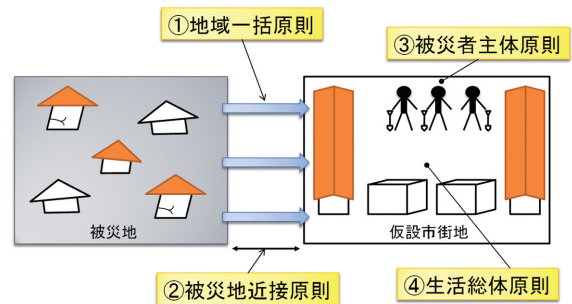 ①地域一括原則
③被災者主体原則
被災地
仮設市街地
②被災地近接原則
④生活総体原則